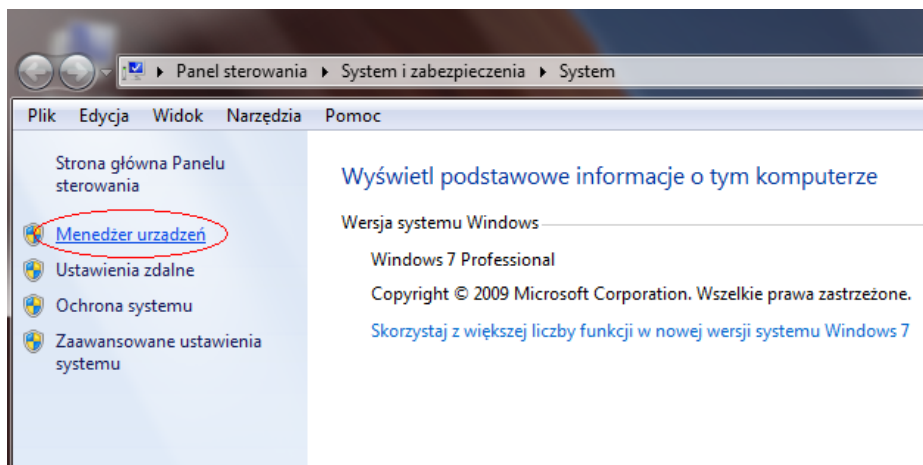 Panel sterowania ▸ System i zabezpieczenia ▸ System
Plik Edycja Widok Narzędzia Pomoc
Strona główna Panelu
sterowania
Menedżer urządzeń
Ustawienia zdalne
Ochrona systemu
Zaawansowane ustawienia
systemu
Wyświetl podstawowe informacje o tym komputerze
Wersja systemu Windows
Windows 7 Professional
Copyright © 2009 Microsoft Corporation. Wszelkie prawa zastrzeżone.
Skorzystaj z większej liczby funkcji w nowej wersji systemu Windows 7